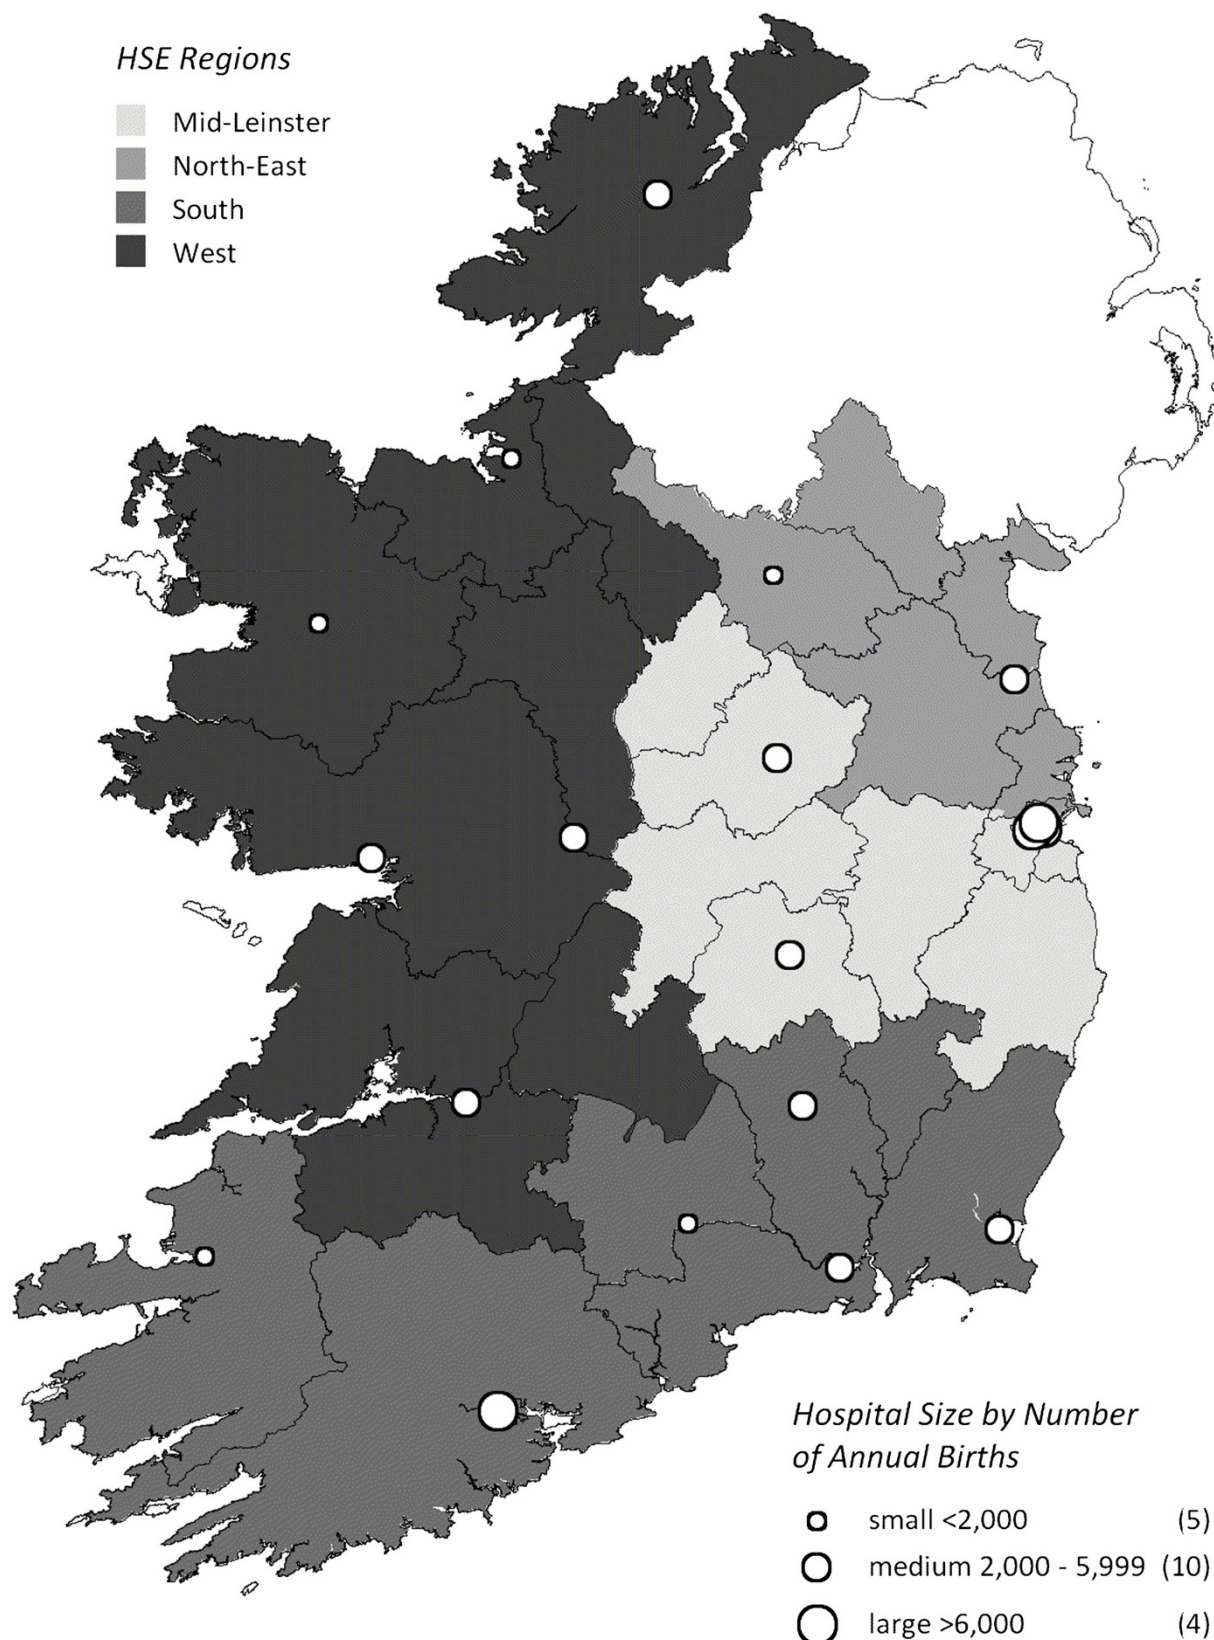 HSE Regions
Mid-Leinster
North-East
South
West
Hospital Size by Number
of Annual Births
small <2,000 (5)
medium 2,000 - 5,999 (10)
large >6,000 (4)